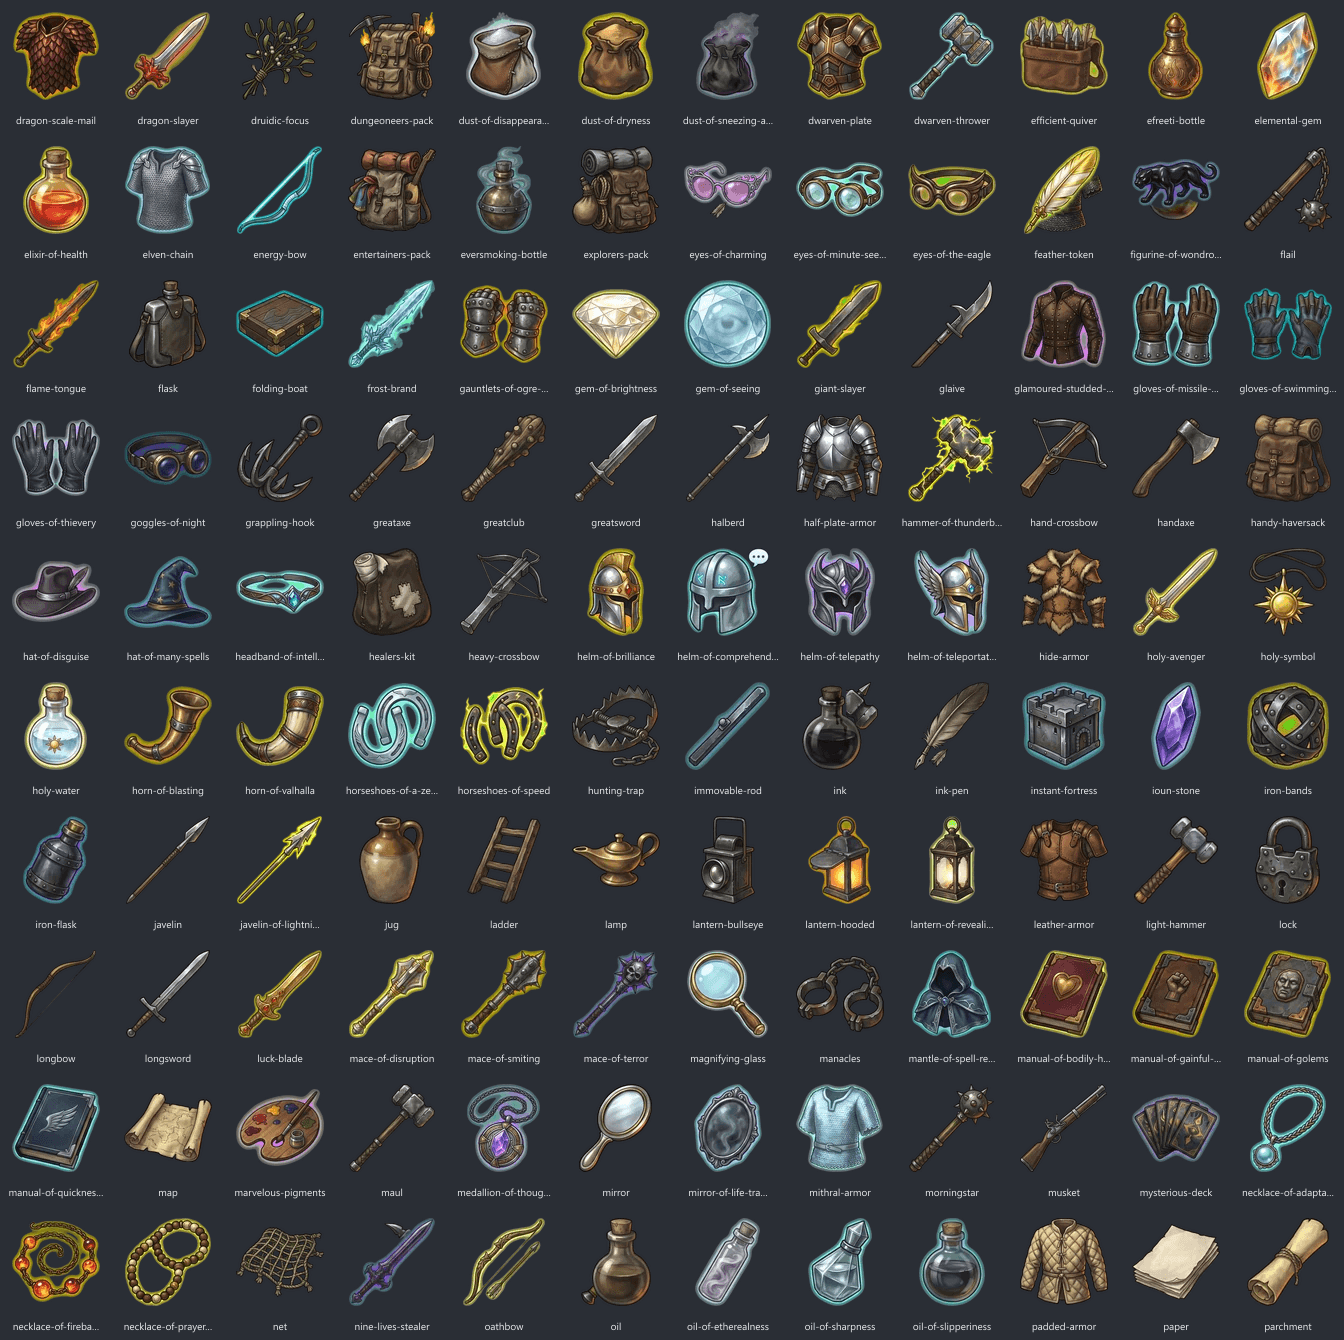 dragon-scale-mail
dragon-slayer
druidic-focus
dungeoneers-pack
dust-of-disappeara...
dust-of-dryness
dust-of-sneezing-a...
dwarven-plate
dwarven-thrower
efficient-quiver
efreeti-bottle
elemental-gem
elixir-of-health
elven-chain
energy-bow
entertainers-pack
eversmoking-bottle
explorers-pack
eyes-of-charming
eyes-of-minute-see...
eyes-of-the-eagle
feather-token
figurine-of-wondro...
flail
flame-tongue
flask
folding-boat
frost-brand
gauntlets-of-ogre-...
gem-of-brightness
gem-of-seeing
giant-slayer
glaive
glamoured-studded-...
gloves-of-missile-...
gloves-of-swimming...
gloves-of-thievery
goggles-of-night
grappling-hook
greataxe
greatclub
greatsword
halberd
half-plate-armor
hammer-of-thunderb...
hand-crossbow
handaxe
handy-haversack
hat-of-disguise
hat-of-many-spells
headband-of-intell...
healers-kit
heavy-crossbow
helm-of-brilliance
helm-of-comprehend...
helm-of-telepathy
helm-of-teleportat...
hide-armor
holy-avenger
holy-symbol
holy-water
horn-of-blasting
horn-of-valhalla
horseshoes-of-a-ze...
horseshoes-of-speed
hunting-trap
immovable-rod
ink
ink-pen
instant-fortress
ioun-stone
iron-bands
iron-flask
javelin
javelin-of-lightni...
jug
ladder
lamp
lantern-bullseye
lantern-hooded
lantern-of-reveali...
leather-armor
light-hammer
lock
longbow
longsword
luck-blade
mace-of-disruption
mace-of-smiting
mace-of-terror
magnifying-glass
manacles
mantle-of-spell-re...
manual-of-bodily-h...
manual-of-gainful-...
manual-of-golems
manual-of-quicknes...
map
marvelous-pigments
maul
medallion-of-thoug...
mirror
mirror-of-life-tra...
mithral-armor
morningstar
musket
mysterious-deck
necklace-of-adapta...
necklace-of-fireba...
necklace-of-prayer...
net
nine-lives-stealer
oathbow
oil
oil-of-etherealness
oil-of-sharpness
oil-of-slipperiness
padded-armor
paper
parchment